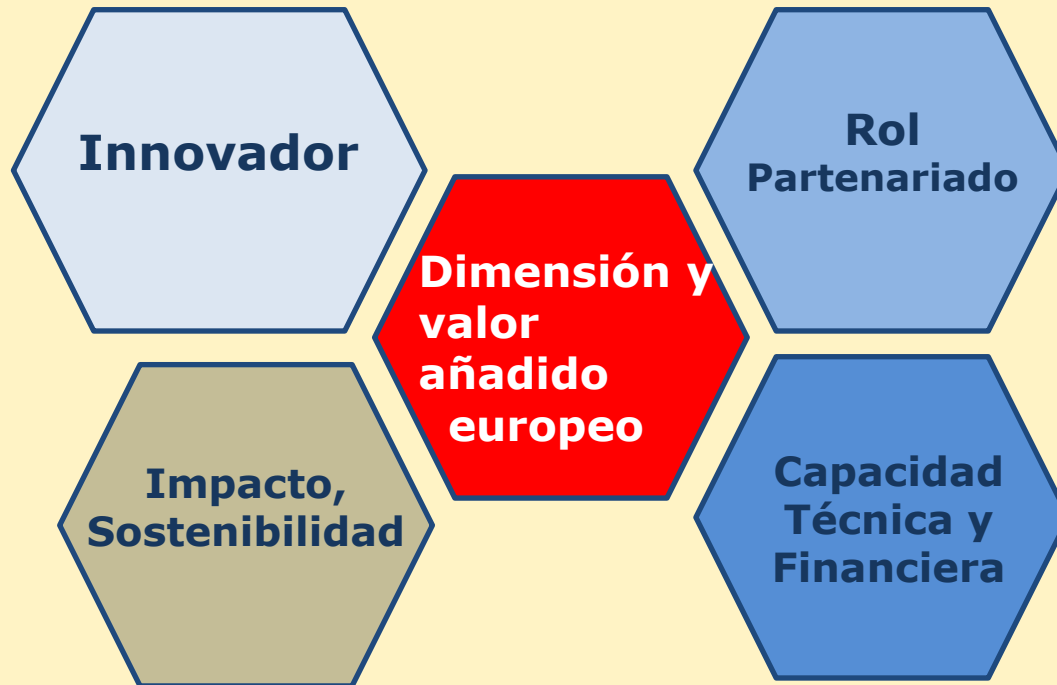 Innovador
Rol
Partenariado
Dimensión y
valor
añadido
europeo
Impacto,
Sostenibilidad
Capacidad
Técnica y
Financiera